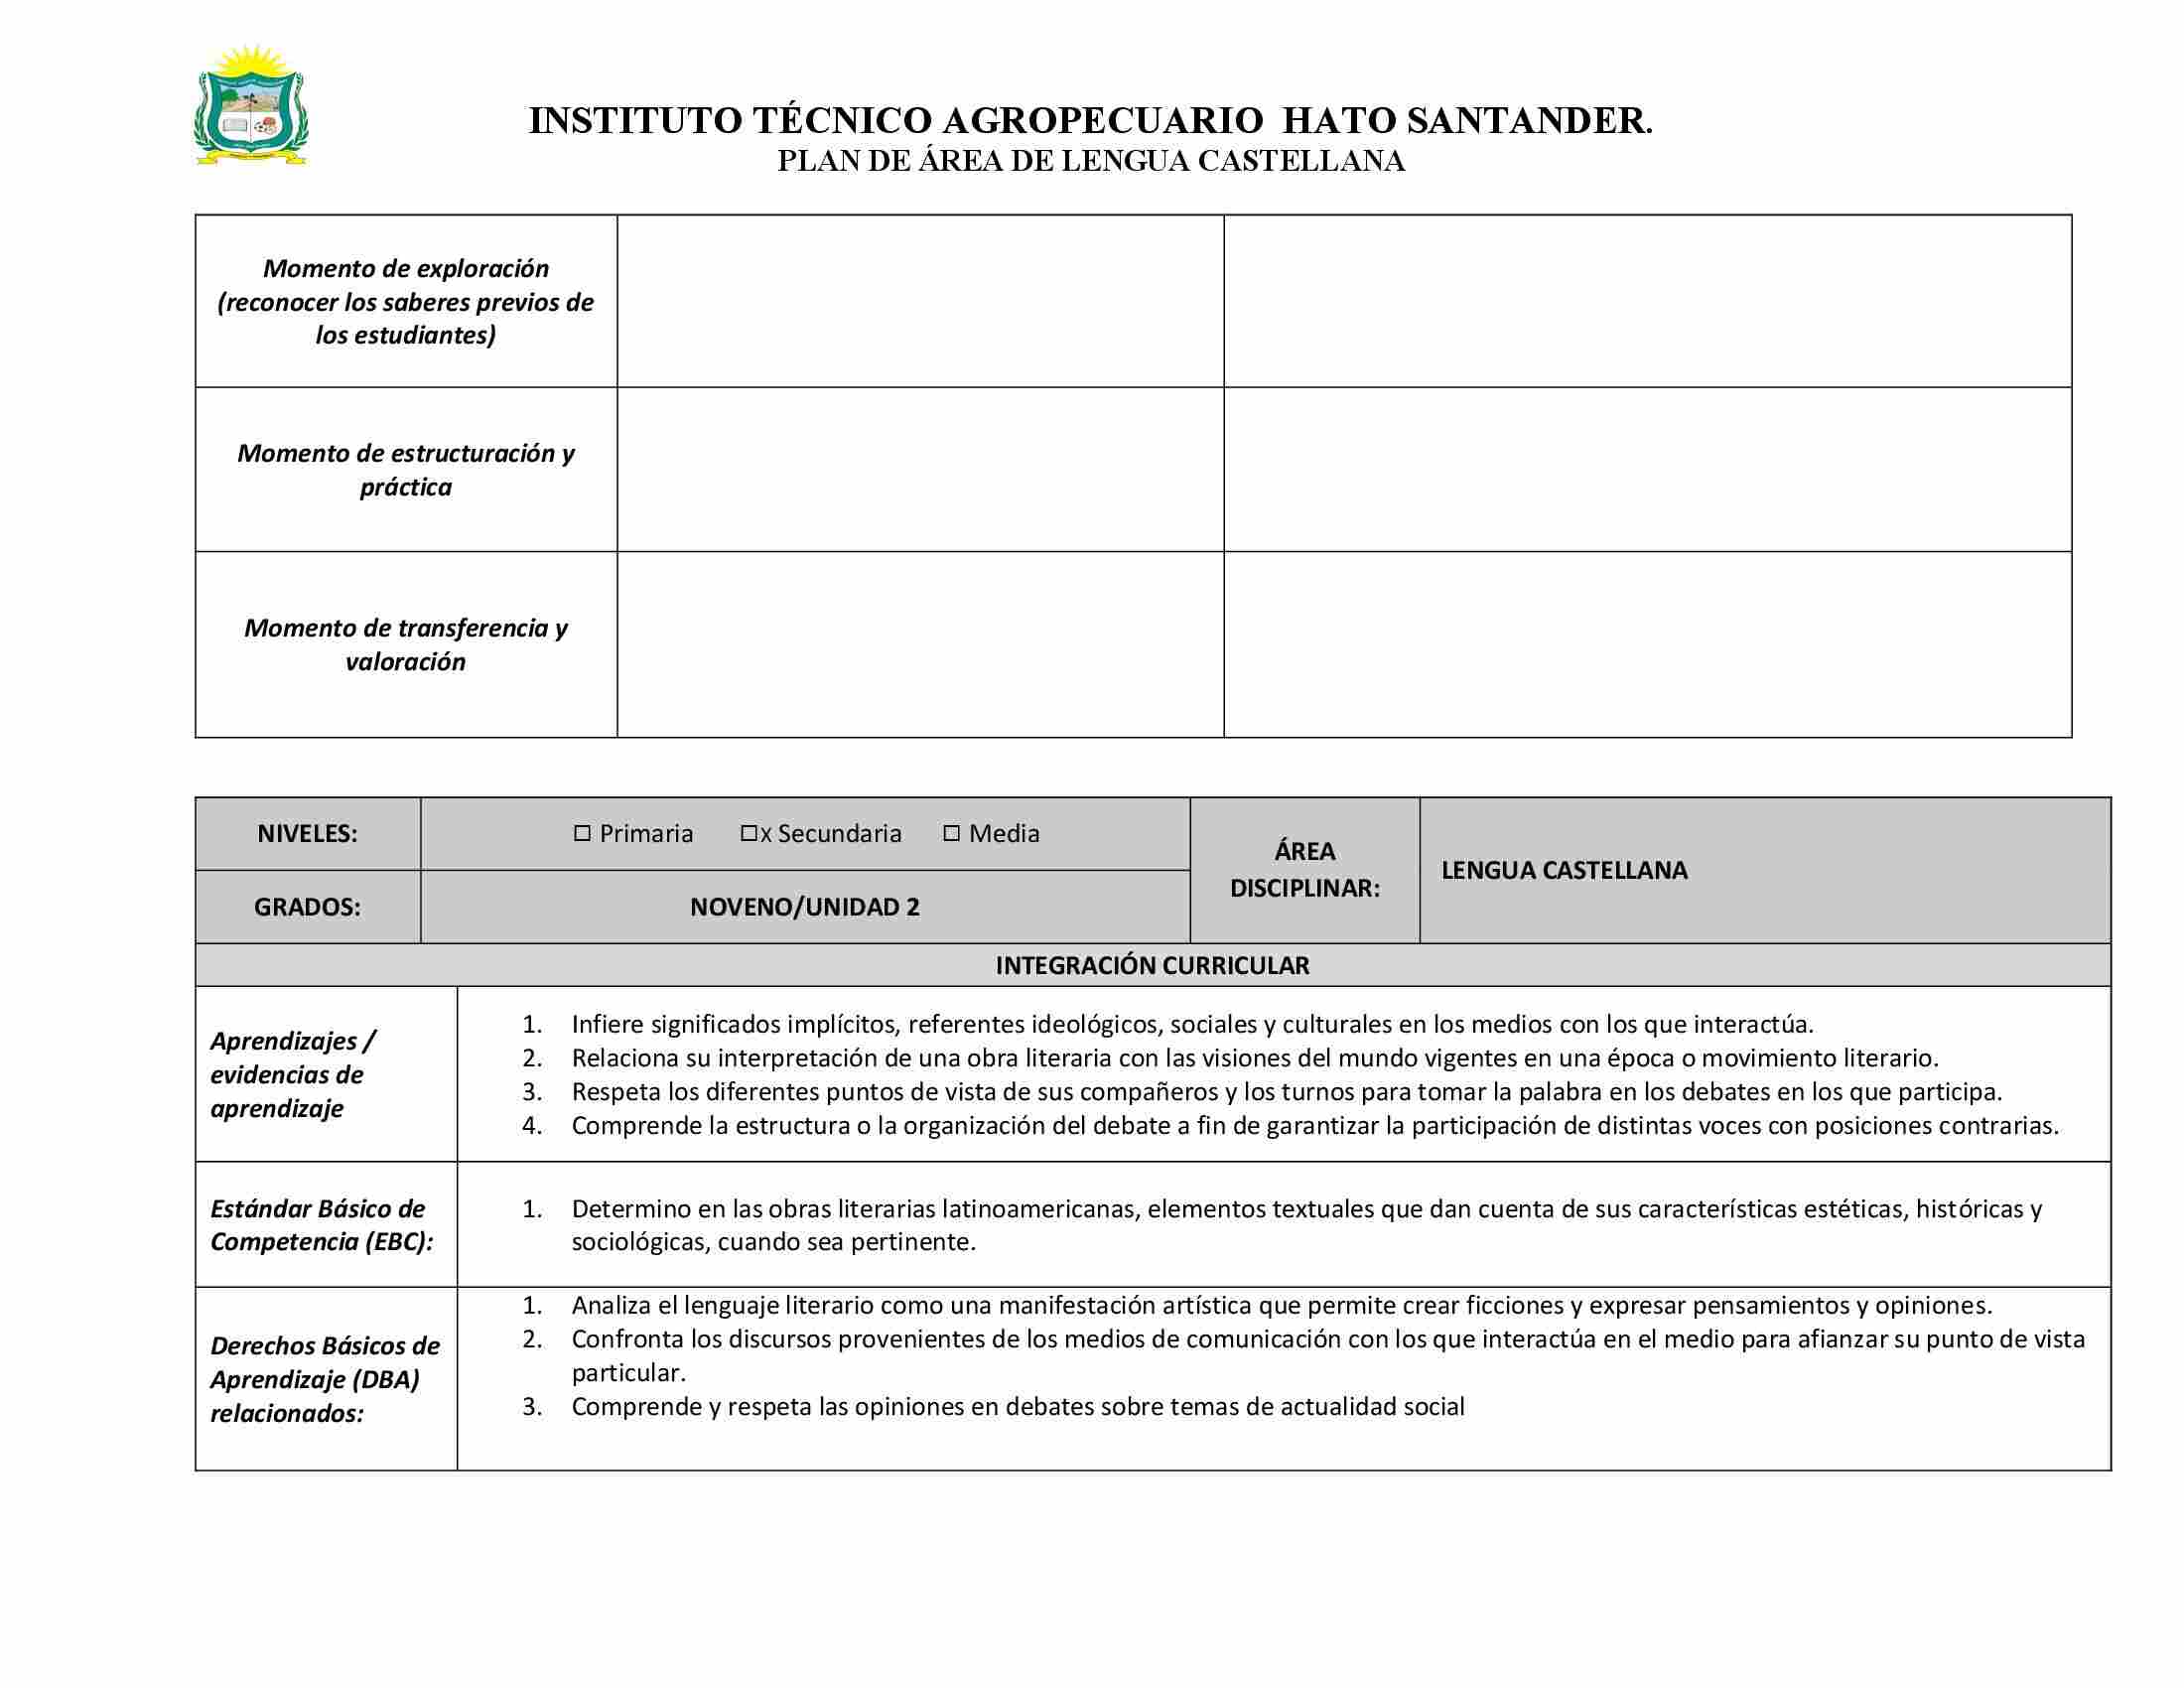 INSTITUTO TÉCNICO AGROPECUARIO  HATO SANTANDER.
PLAN DE ÁREA DE LENGUA CASTELLANA
Momento de exploración
(reconocer los saberes previos de
los estudiantes)
Momento de estructuración y
práctica
Momento de transferencia y
valoración
NIVELES:
☐ Primaria ☐x Secundaria ☐ Media
ÁREA
DISCIPLINAR:
LENGUA CASTELLANA
GRADOS:
NOVENO/UNIDAD 2
INTEGRACIÓN CURRICULAR
Aprendizajes /
evidencias de
aprendizaje
1. Infiere significados implícitos, referentes ideológicos, sociales y culturales en los medios con los que interactúa.
2. Relaciona su interpretación de una obra literaria con las visiones del mundo vigentes en una época o movimiento literario.
3. Respeta los diferentes puntos de vista de sus compañeros y los turnos para tomar la palabra en los debates en los que participa.
4. Comprende la estructura o la organización del debate a fin de garantizar la participación de distintas voces con posiciones contrarias.
Estándar Básico de
Competencia (EBC):
1. Determino en las obras literarias latinoamericanas, elementos textuales que dan cuenta de sus características estéticas, históricas y
sociológicas, cuando sea pertinente.
Derechos Básicos de
Aprendizaje (DBA)
relacionados:
1. Analiza el lenguaje literario como una manifestación artística que permite crear ficciones y expresar pensamientos y opiniones.
2. Confronta los discursos provenientes de los medios de comunicación con los que interactúa en el medio para afianzar su punto de vista
particular.
3. Comprende y respeta las opiniones en debates sobre temas de actualidad social